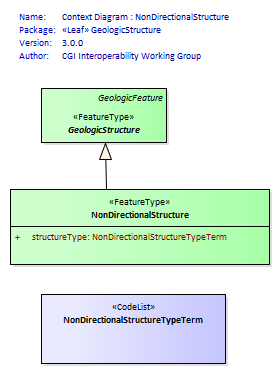 Name: Context Diagram : NonDirectionalStructure
Package: «Leaf» GeologicStructure
Version: 3.0.0
Author: CGI Interoperability Working Group
GeologicFeature
«FeatureType»
GeologicStructure
«FeatureType»
NonDirectionalStructure
+ structureType: NonDirectionalStructureTypeTerm
«CodeList»
NonDirectionalStructureTypeTerm